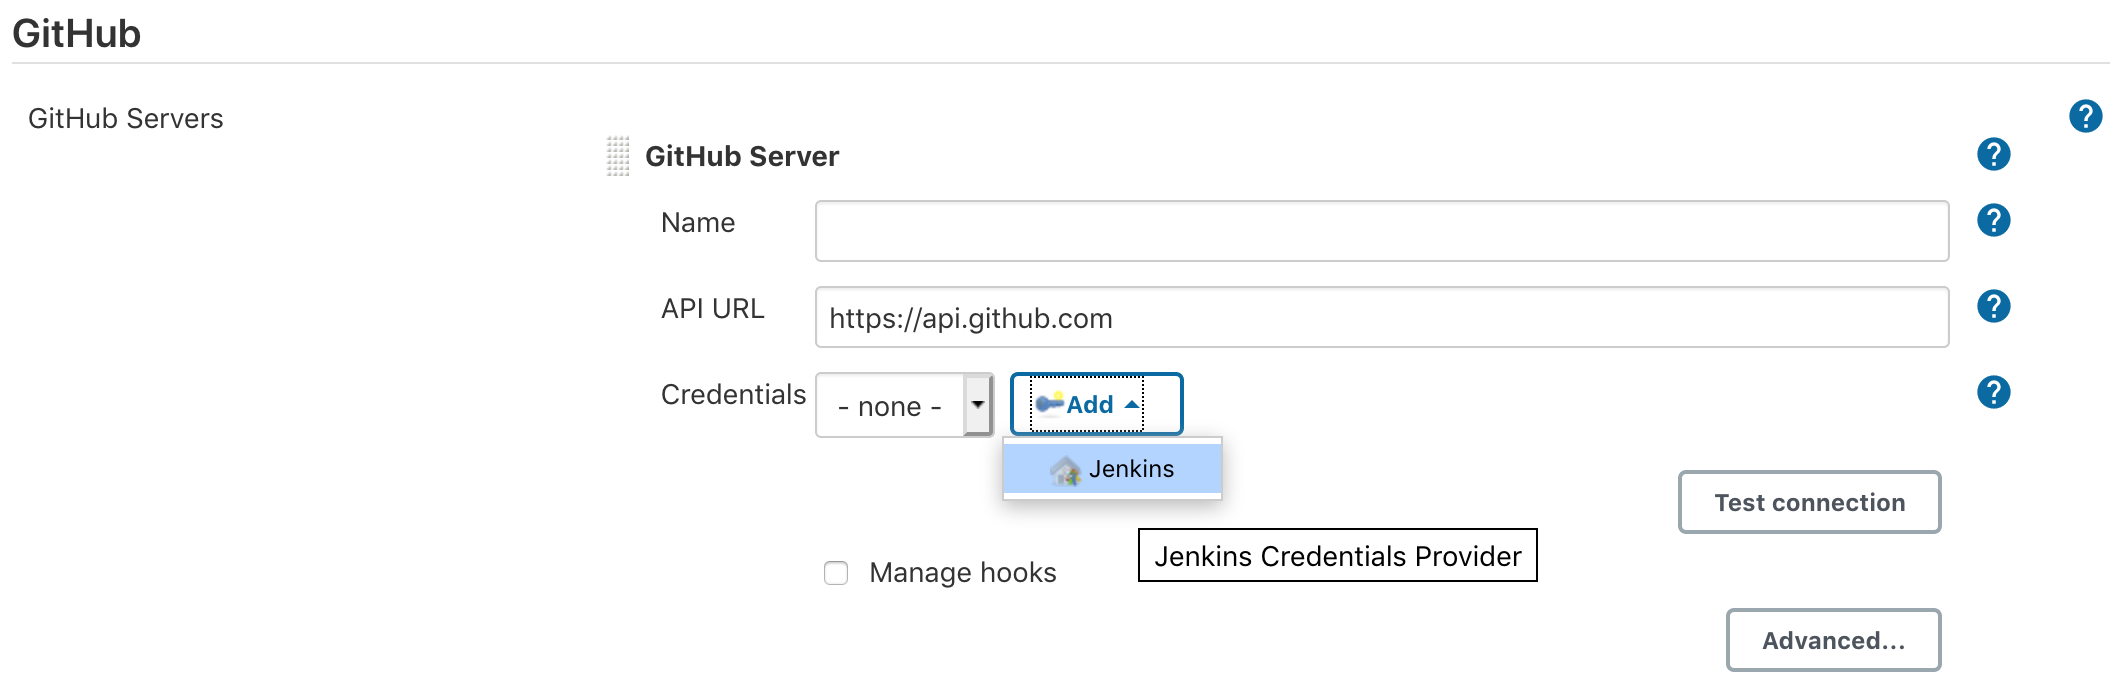 GitHub
GitHub Servers
?
GitHub Server
?
Name
?
API URL
https://api.github.com
?
Credentials
- none -
Add
?
Jenkins
Test connection
Jenkins Credentials Provider
Manage hooks
Advanced...